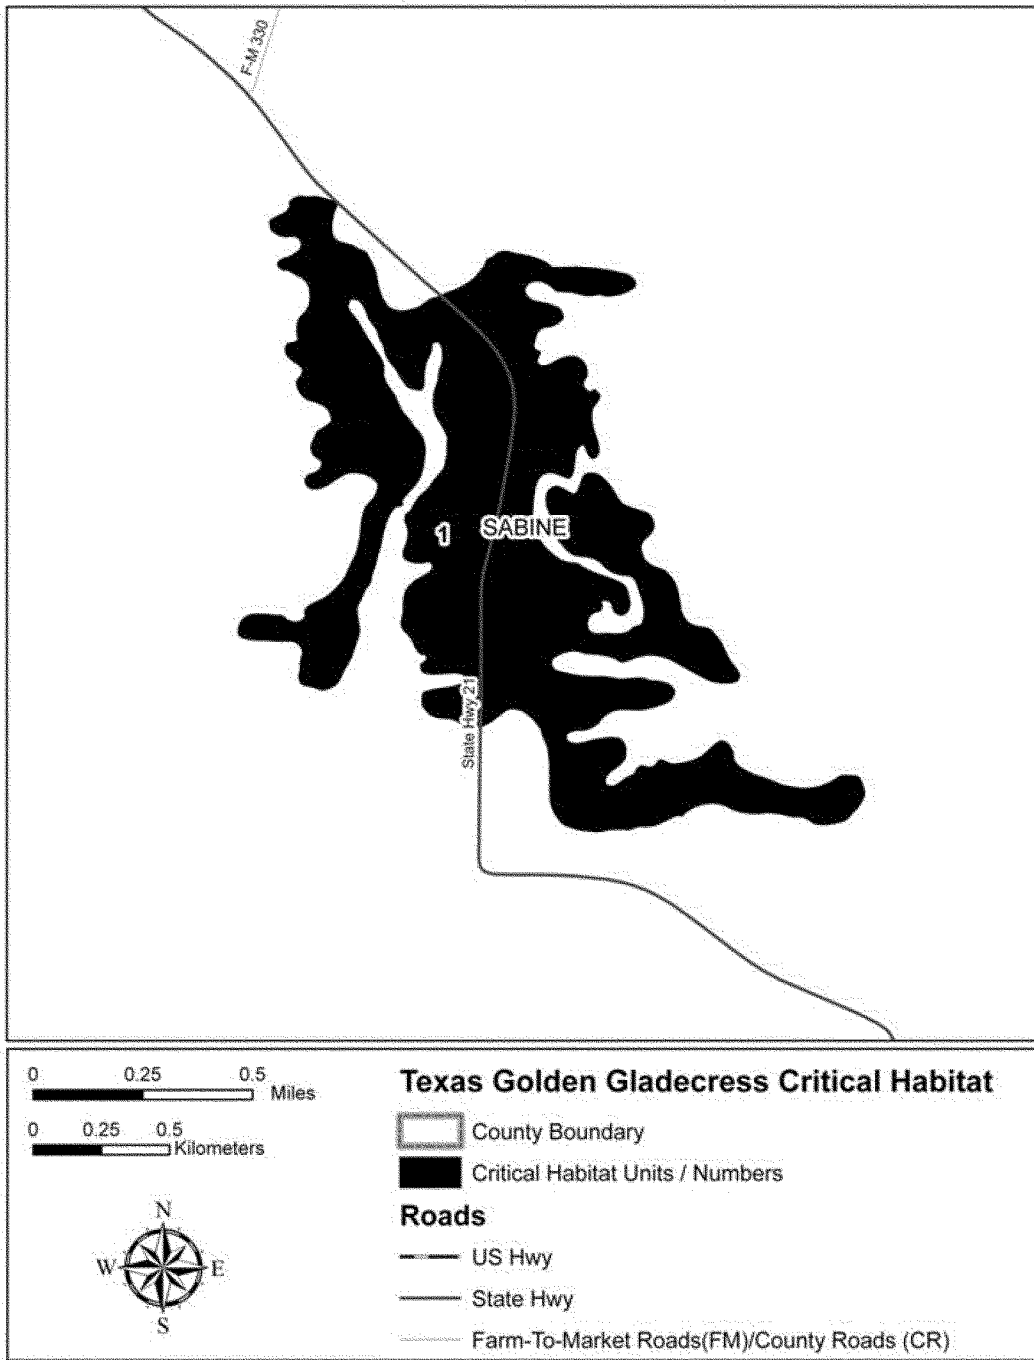 F-M 330
1
SABINE
State Hwy 21
0 0.25 0.5
Miles
0 0.25 0.5
Kilometers
N
W E
S
Texas Golden Gladecress Critical Habitat
County Boundary
Critical Habitat Units / Numbers
Roads
US Hwy
State Hwy
Farm-To-Market Roads(FM)/County Roads (CR)